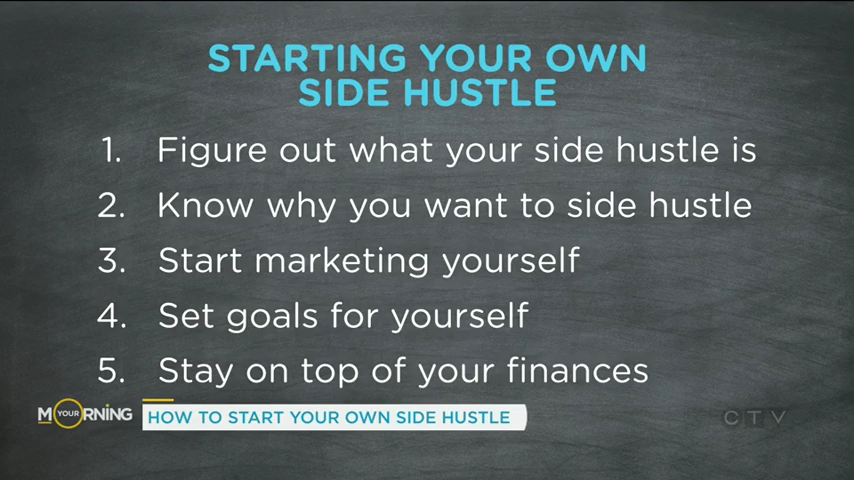 STARTING YOUR OWN
SIDE HUSTLE
1. Figure out what your side hustle is
2. Know why you want to side hustle
3. Start marketing yourself
4. Set goals for yourself
5. Stay on top of your finances
YOUR MORNING
HOW TO START YOUR OWN SIDE HUSTLE
CTV